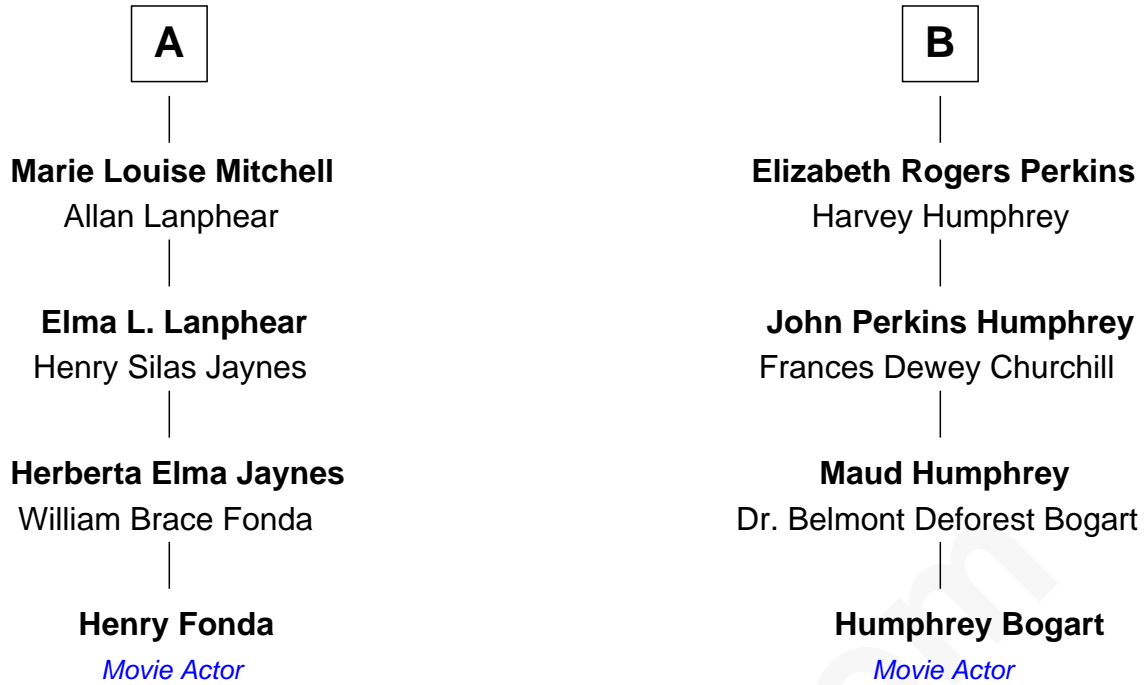 A
Marie Louise Mitchell
Allan Lanphear
Elma L. Lanphear
Henry Silas Jaynes
Herberta Elma Jaynes
William Brace Fonda
Henry Fonda
Movie Actor
B
Elizabeth Rogers Perkins
Harvey Humphrey
John Perkins Humphrey
Frances Dewey Churchill
Maud Humphrey
Dr. Belmont Deforest Bogart
Humphrey Bogart
Movie Actor